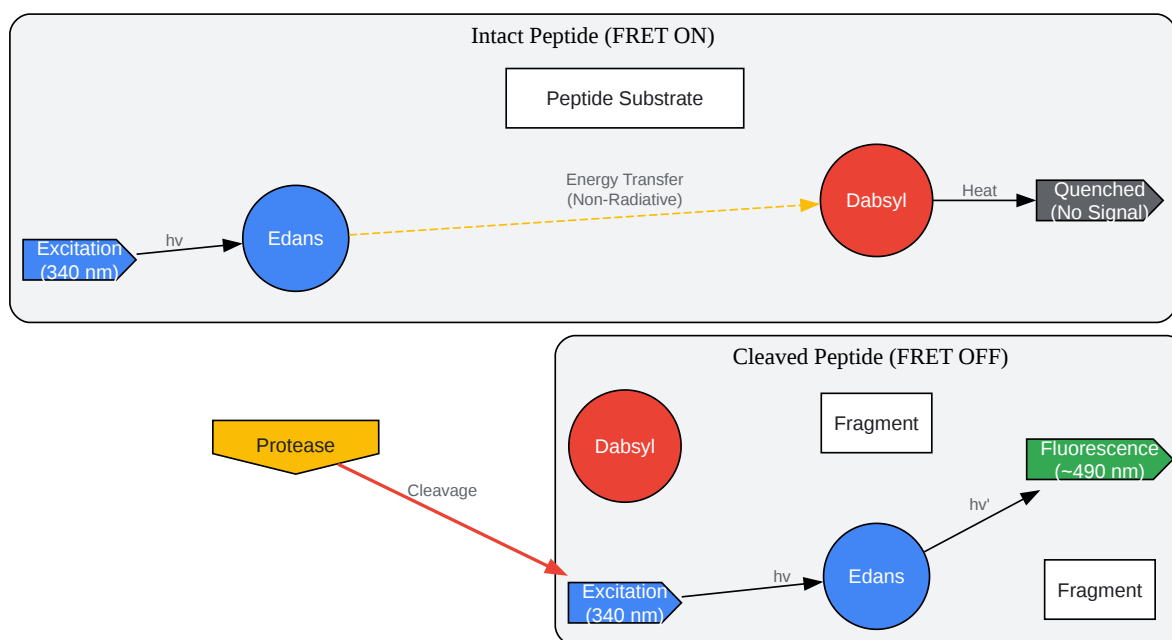 Intact Peptide (FRET ON)
Peptide Substrate
Energy Transfer
(Non-Radiative)
Dabsyl
Heat
Quenched
(No Signal)
Edans
hv
Excitation
(340 nm)
Cleaved Peptide (FRET OFF)
Protease
Cleavage
Dabsyl
Fragment
Fluorescence
(~490 nm)
hv'
Excitation
(340 nm)
hv
Edans
Fragment